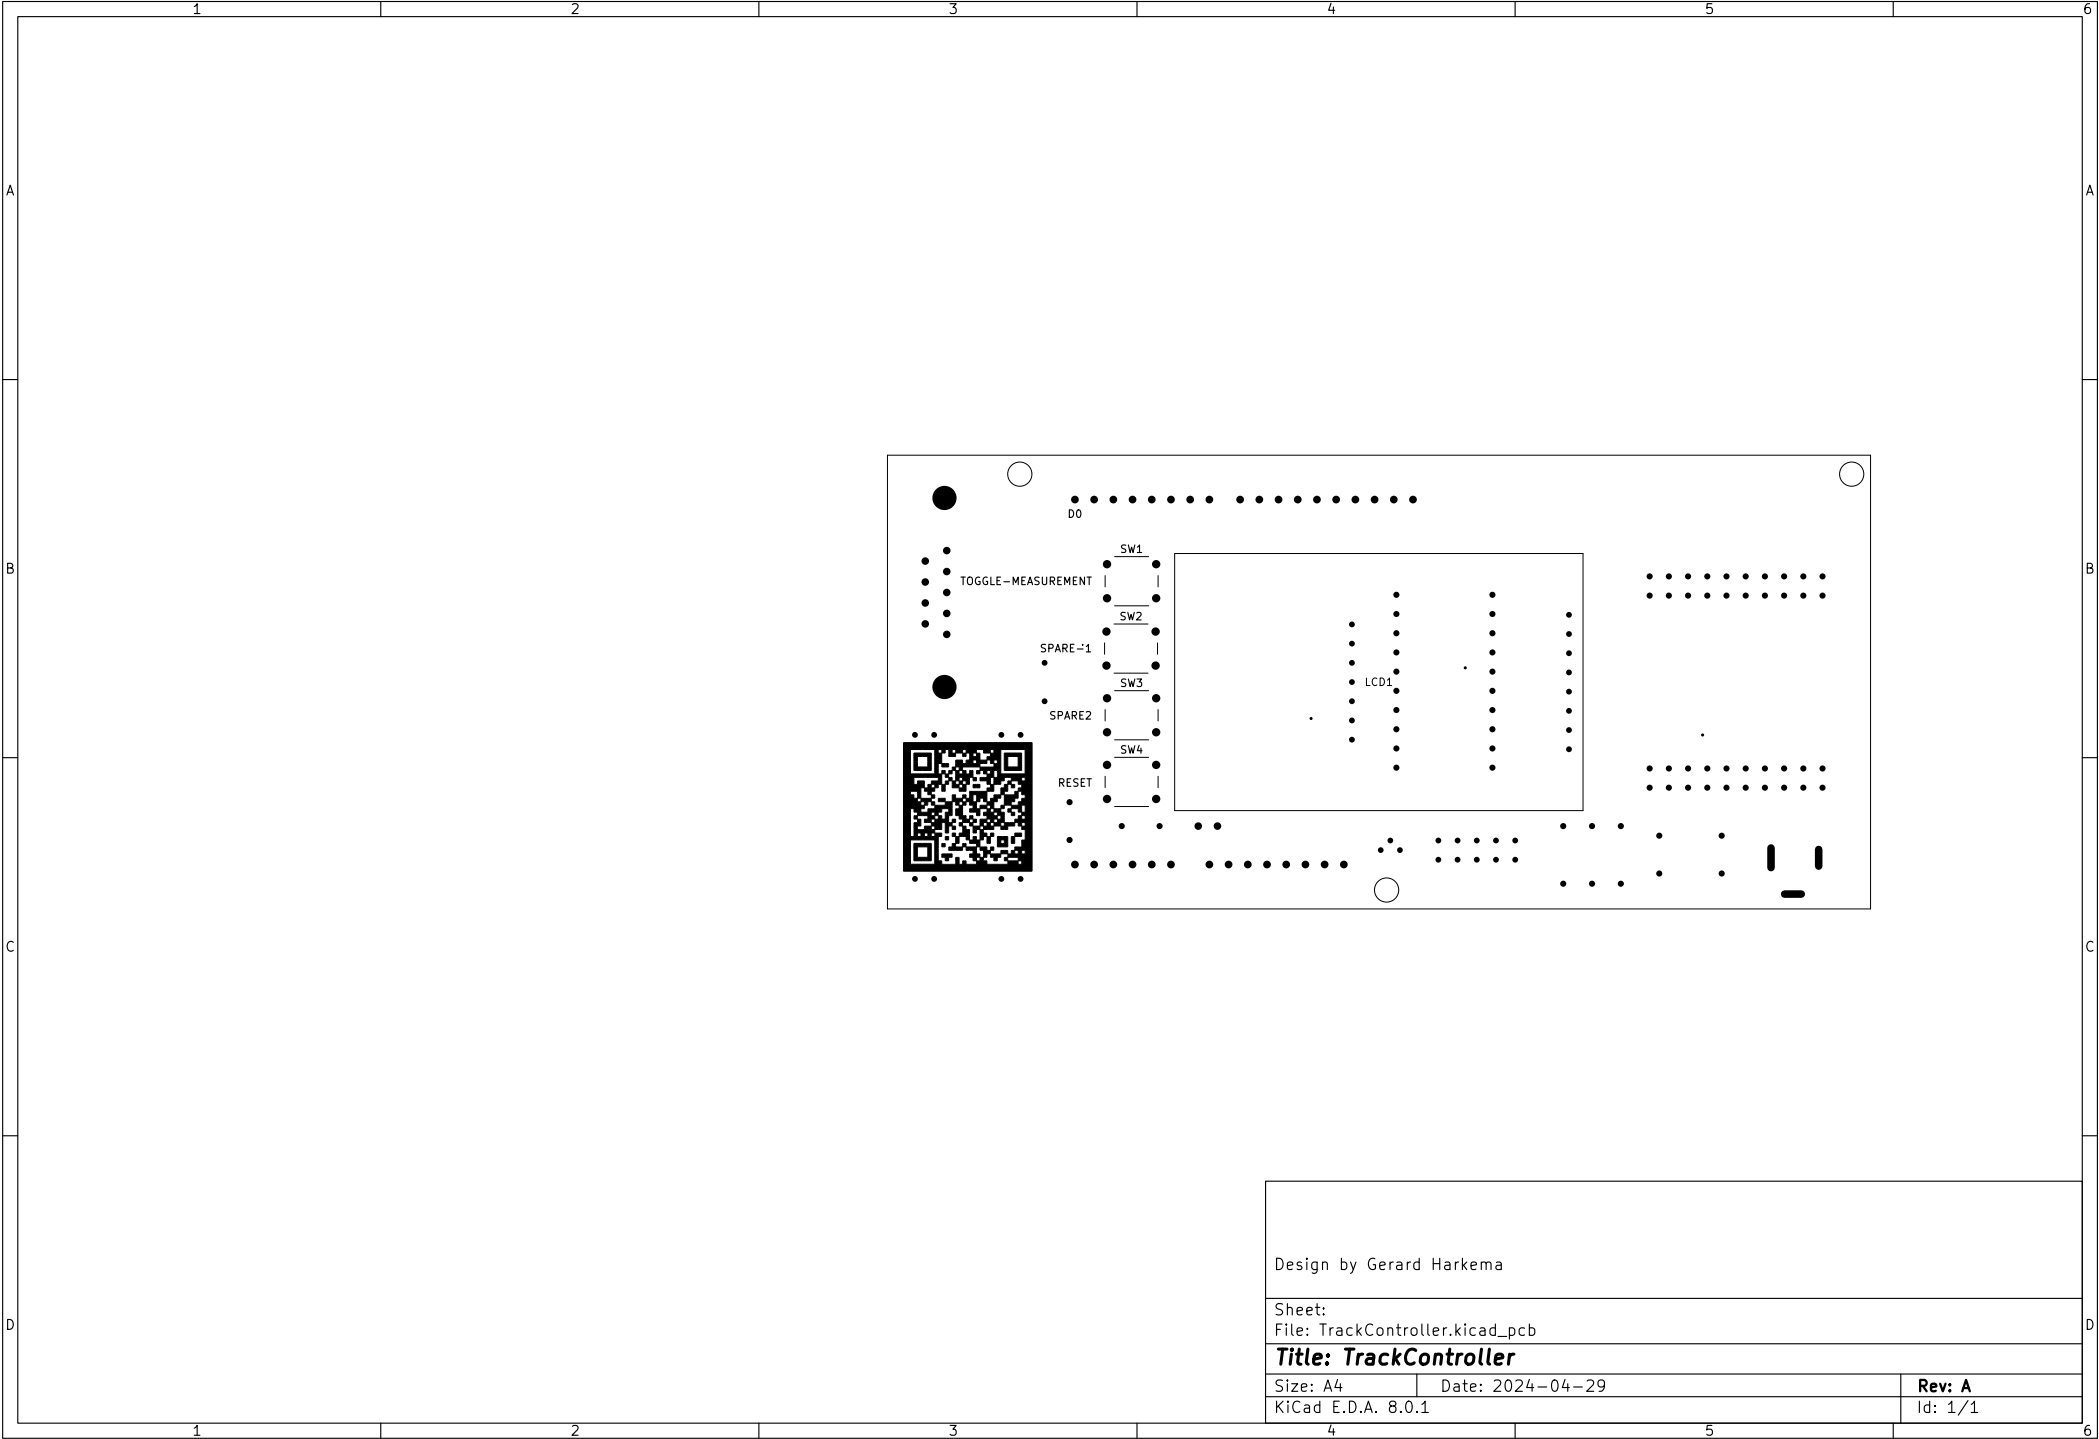 1 2 3 4 5 6
A A
D0
SW1
B TOGGLE-MEASUREMENT B
SW2
SPARE-1
LCD1
SW3
SPARE2
SW4
RESET
C C
Design by Gerard Harkema
Sheet:
D File: TrackController.kicad_pcb D
Title: TrackController
Size: A4 Date: 2024-04-29 Rev: A
KiCad E.D.A. 8.0.1 Id: 1/1
1 2 3 4 5 6